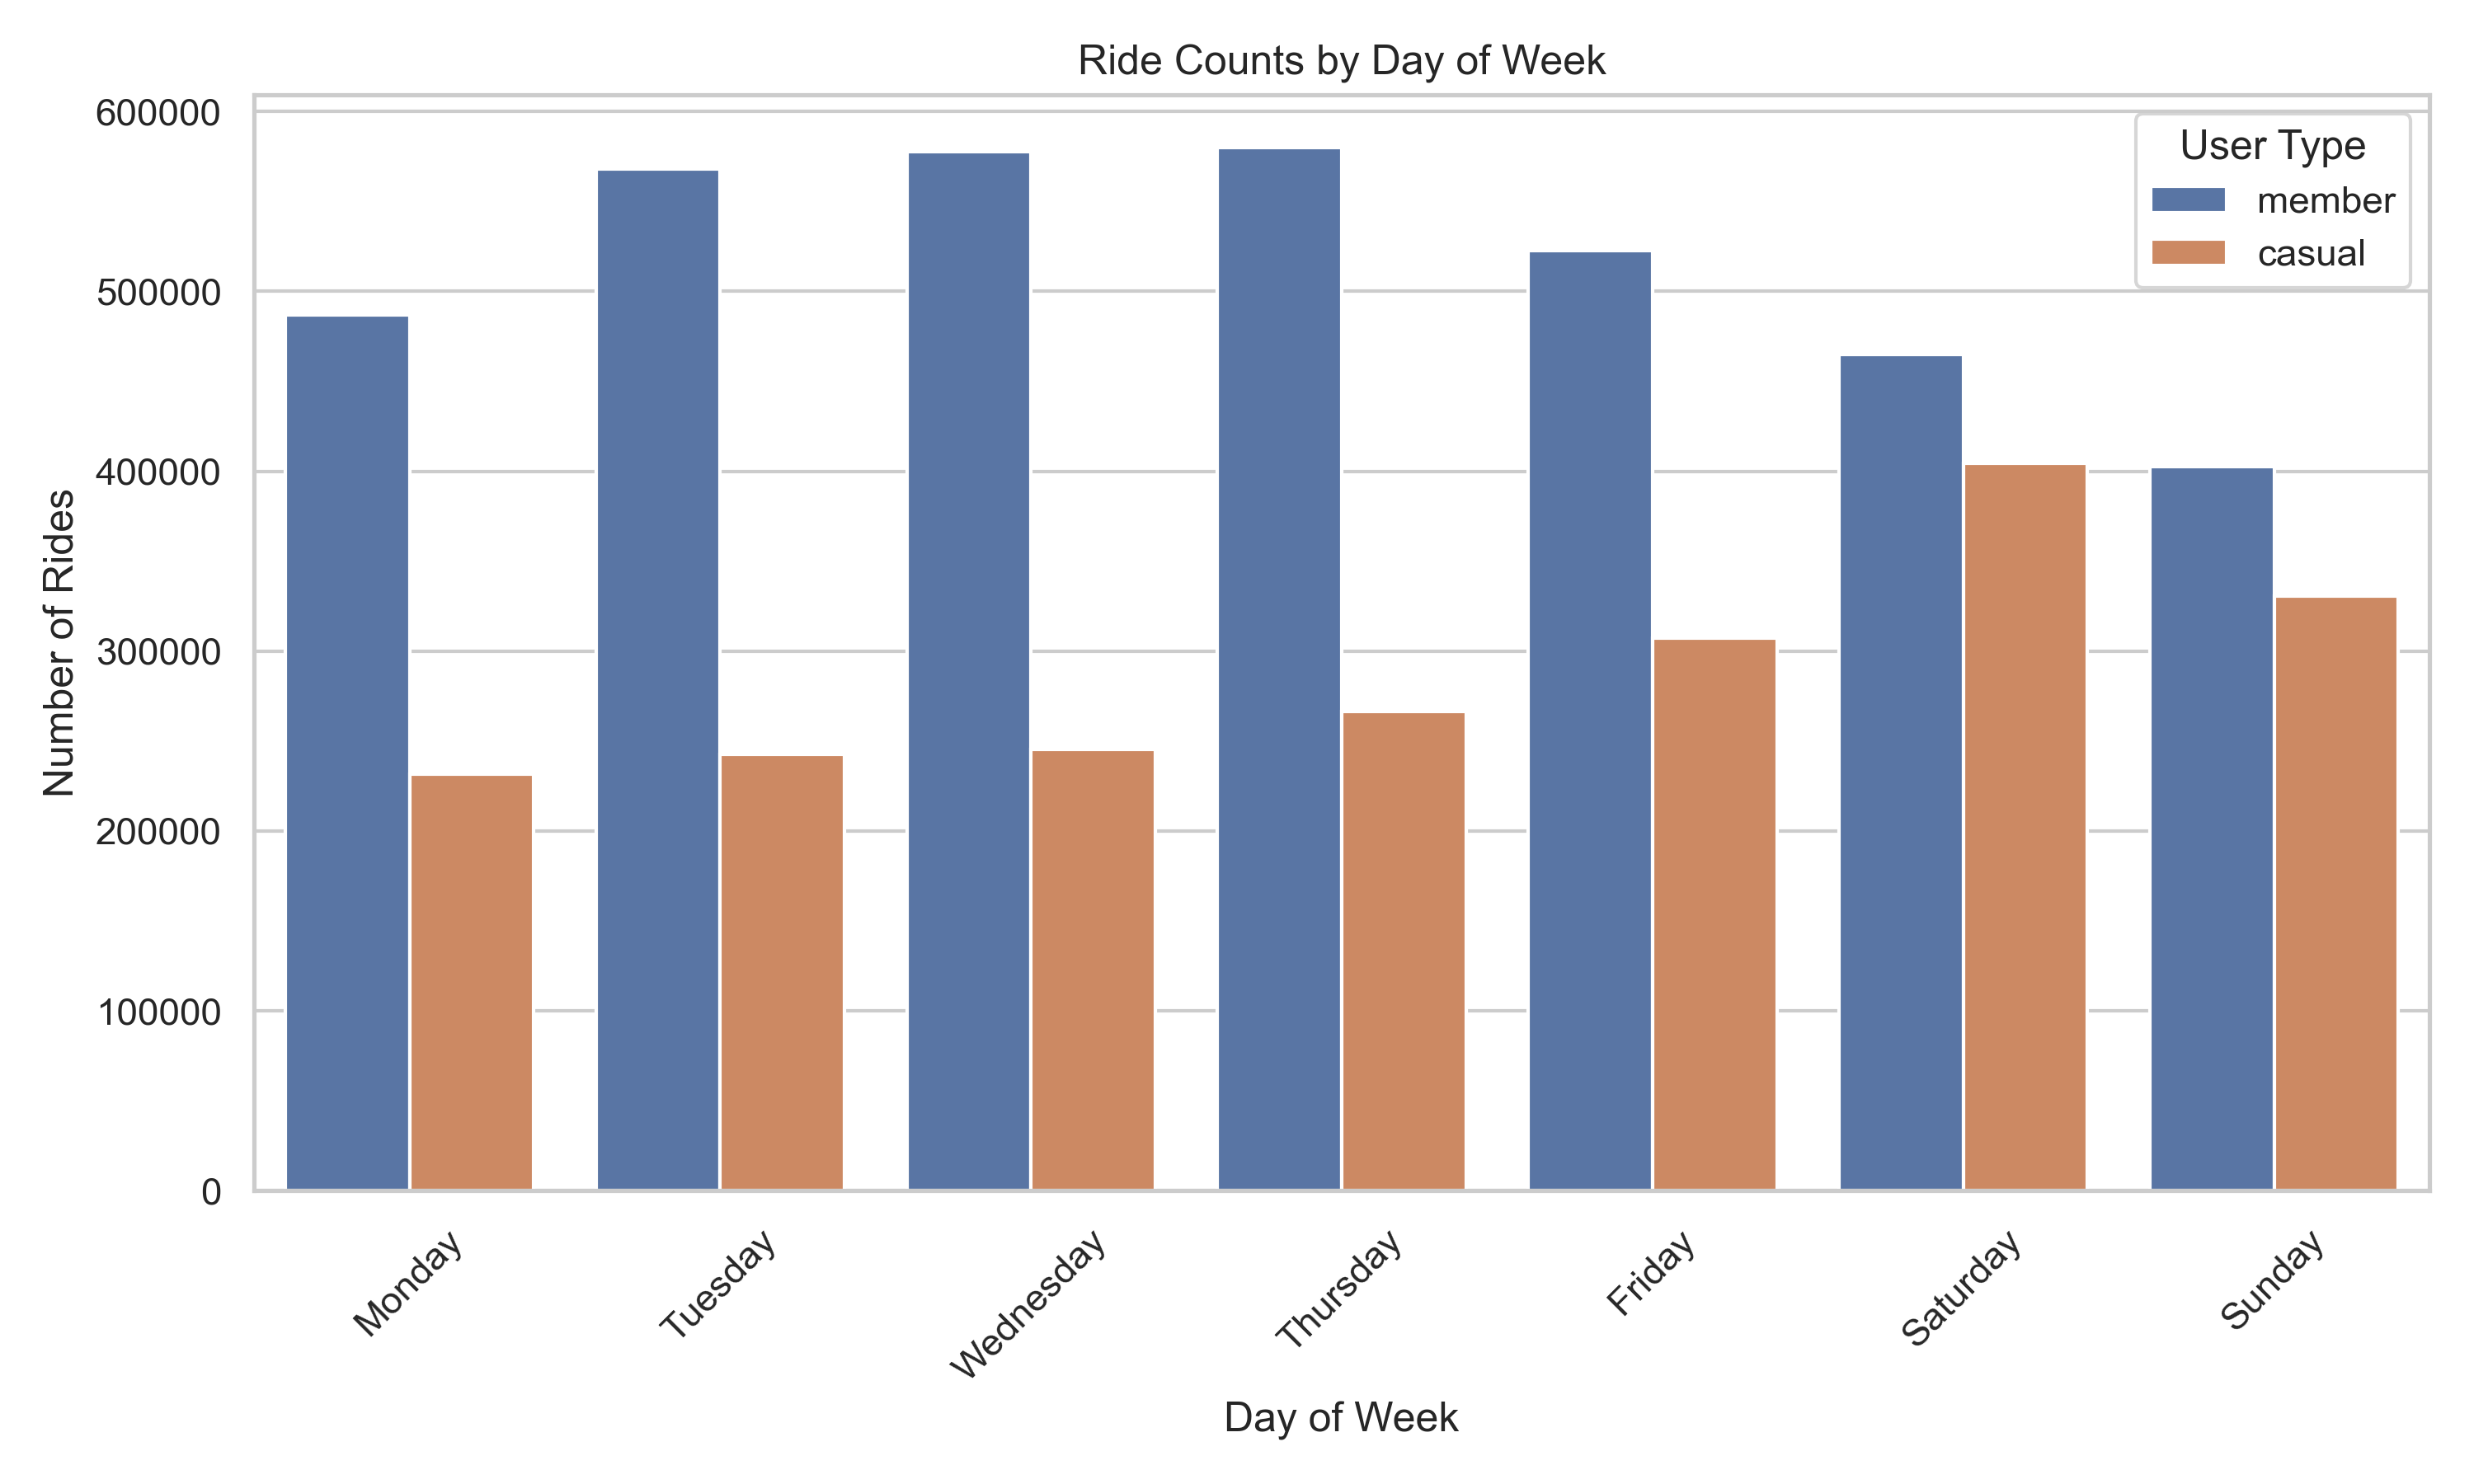 Ride Counts by Day of Week
600000
500000
400000
300000
200000
100000
0
Number of Rides
User Type
member
casual
Monday
Tuesday
Wednesday
Thursday
Friday
Saturday
Sunday
Day of Week